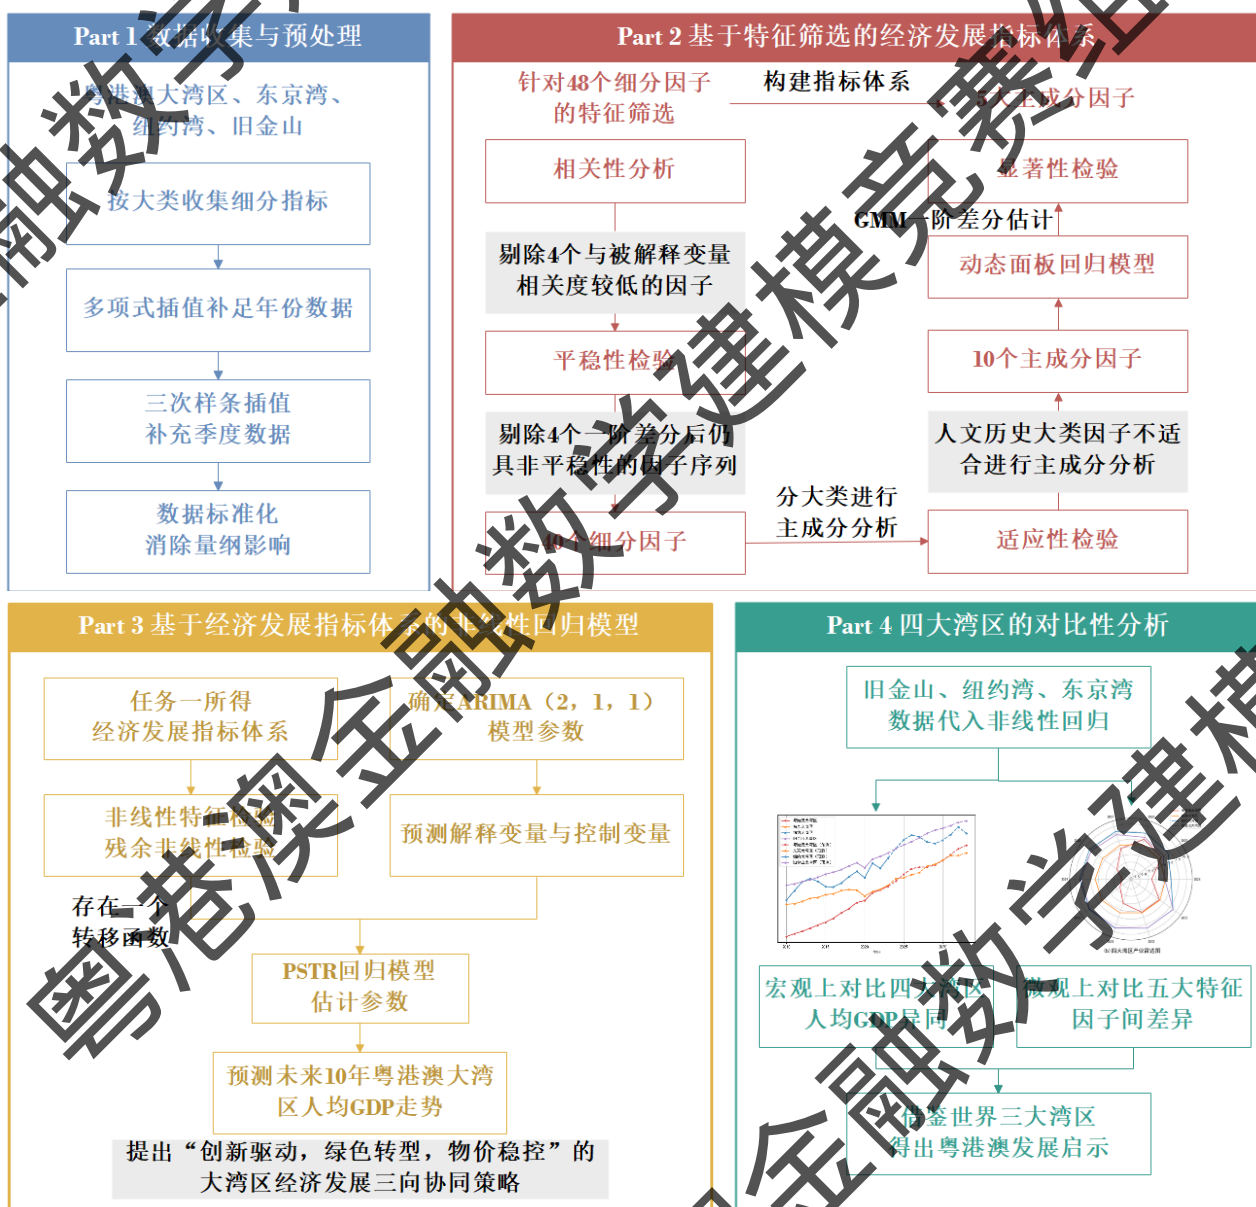 Part 1 数据收集与预处理
粤港澳大湾区、东京湾、
纽约湾、旧金山
按大类收集细分指标
多项式插值补足年份数据
三次样条插值
补充季度数据
数据标准化
消除量纲影响
Part 2 基于特征筛选的经济发展指标体系
针对48个细分因子
的特征筛选
构建指标体系
5大主成分因子
相关性分析
剔除4个与被解释变量
相关度较低的因子
平稳性检验
剔除4个一阶差分后仍
具非平稳性的因子序列
40个细分因子
分大类进行
主成分分析
适应性检验
人文历史大类因子不适
合进行主成分分析
10个主成分因子
动态面板回归模型
GMM一阶差分估计
显著性检验
Part 3 基于经济发展指标体系的非线性回归模型
任务一所得
经济发展指标体系
确定ARIMA（2，1，1）
模型参数
非线性特征检验
残余非线性检验
预测解释变量与控制变量
存在一个
转移函数
PSTR回归模型
估计参数
预测未来10年粤港澳大湾
区人均GDP走势
提出“创新驱动，绿色转型，物价稳控”的
大湾区经济发展三向协同策略
Part 4 四大湾区的对比性分析
旧金山、纽约湾、东京湾
数据代入非线性回归
宏观上对比四大湾区
人均GDP异同
微观上对比五大特征
因子间差异
借鉴世界三大湾区
得出粤港澳发展启示
粤港澳金融数学建模竞赛组